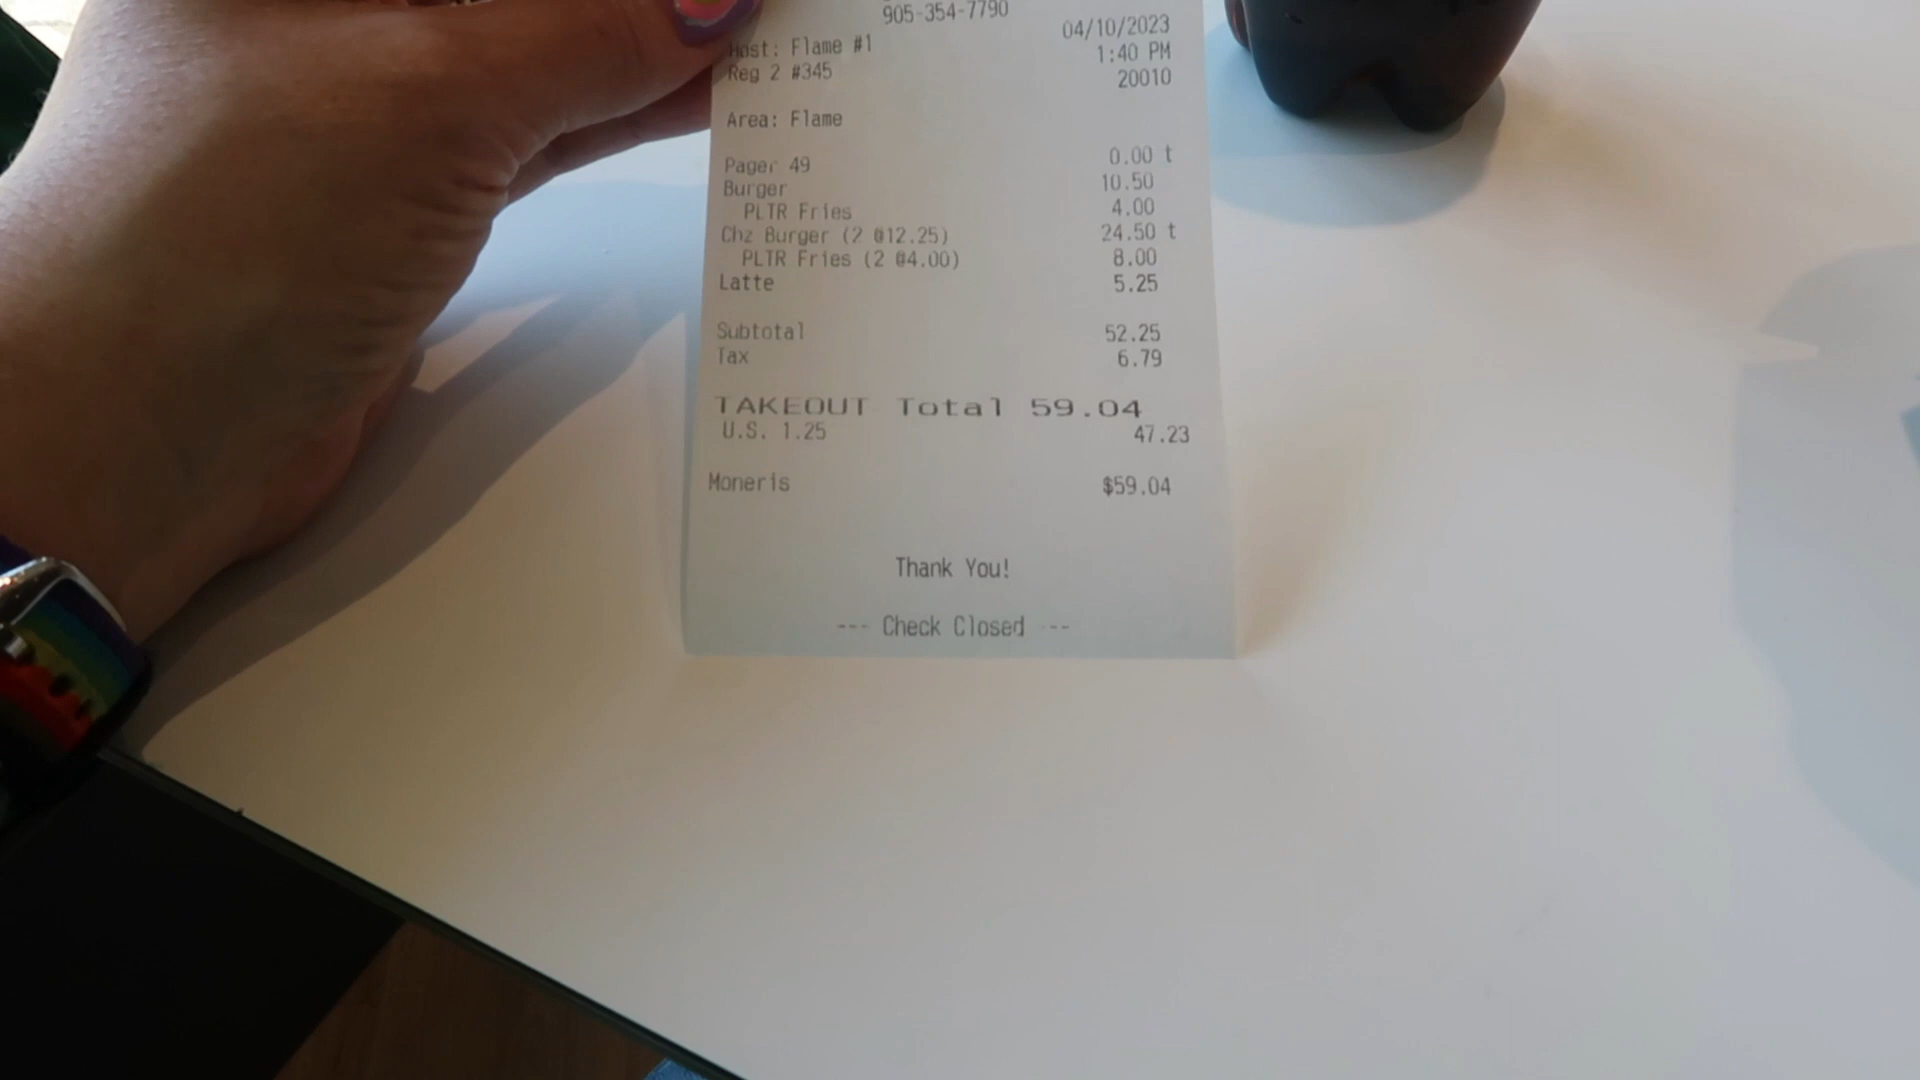 905-354-7790
04/10/2023
Host: Flame #1 1:40 PM
Reg 2 #345 20010
Area: Flame
Pager 49 0.00 t
Burger 10.50
PLTR Fries 4.00
Chz Burger (2 @12.25) 24.50 t
PLTR Fries (2 @4.00) 8.00
Latte 5.25
Subtotal 52.25
Tax 6.79
TAKEOUT Total 59.04
U.S. 1.25 47.23
Moneris $59.04
Thank You!
--- Check Closed ---